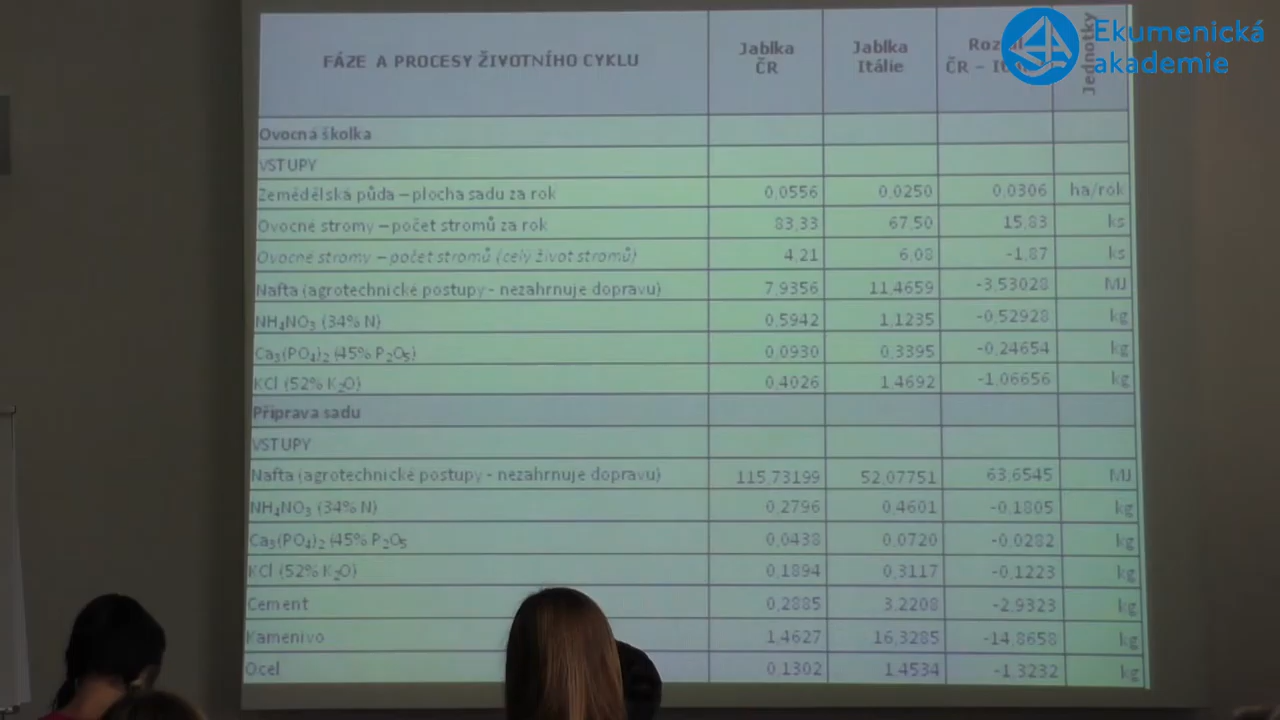 FÁZE A PROCESY ŽIVOTNÍHO CYKLU Jablka ČR Jablka Itálie ČR – Jednotky
Ekumenická akademie
Ovocná školka
VSTUPY
Zemědělská půda – plocha sadu za rok 0,0556 0,0250 0,0306 ha/rok
Ovocné stromy – počet stromů za rok 83,33 67,50 15,83 ks
Ovocné stromy – počet stromů (celý život stromů) 4,21 6,08 -1,87 ks
Nafta (agrotechnické postupy - nezahrnuje dopravu) 7,9356 11,4659 -3,53028 MJ
NH₄NO₃ (34% N) 0,5942 1,1235 -0,52928 kg
Ca₃(PO₄)₂ (45% P₂O₅) 0,0930 0,3395 -0,24654 kg
KCl (52% K₂O) 0,4026 1,4692 -1,06656 kg
Příprava sadu
VSTUPY
Nafta (agrotechnické postupy - nezahrnuje dopravu) 115,73199 52,07751 63,6545 MJ
NH₄NO₃ (34% N) 0,2796 0,4601 -0,1805 kg
Ca₃(PO₄)₂ (45% P₂O₅ 0,0438 0,0720 -0,0282 kg
KCl (52% K₂O) 0,1894 0,3117 -0,1223 kg
Cement 0,2885 3,2208 -2,9323 kg
Kamenivo 1,4627 16,3285 -14,8658 kg
Ocel 0,1302 1,4534 -1,3232 kg